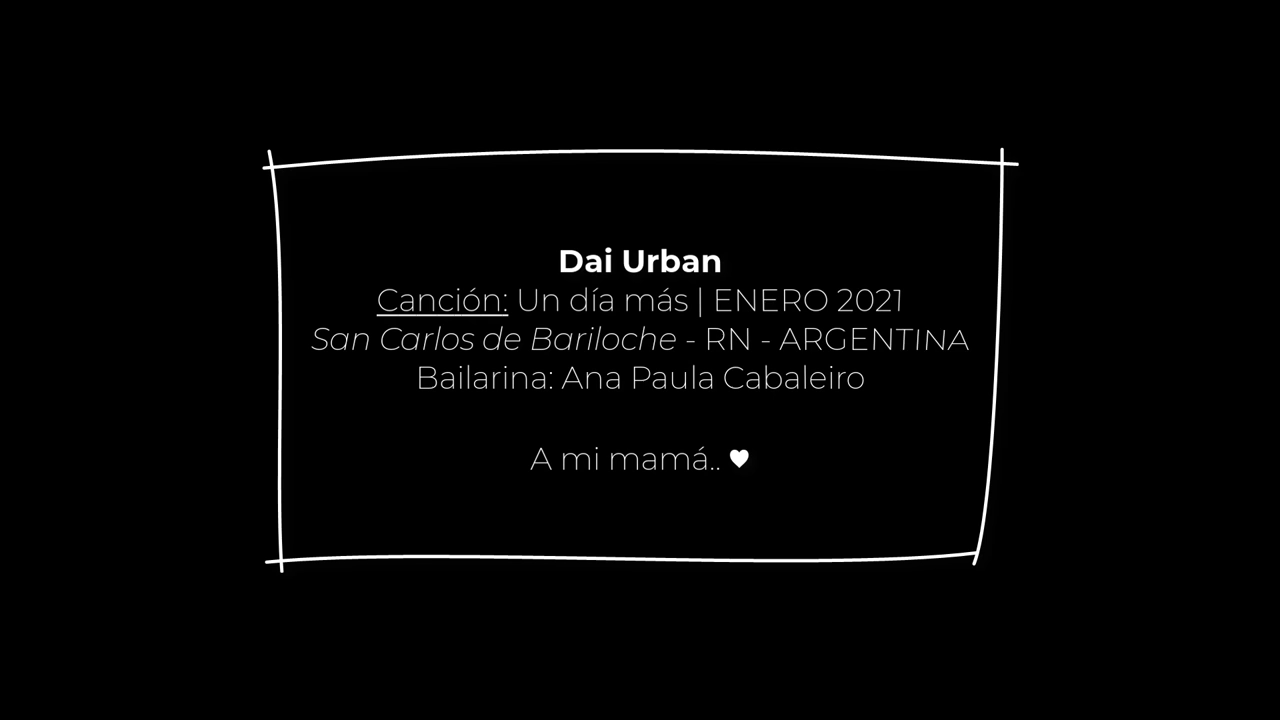 Dai Urban
Canción: Un día más | ENERO 2021
San Carlos de Bariloche - RN - ARGENTINA
Bailarina: Ana Paula Cabaleiro
A mi mamá.. ♥